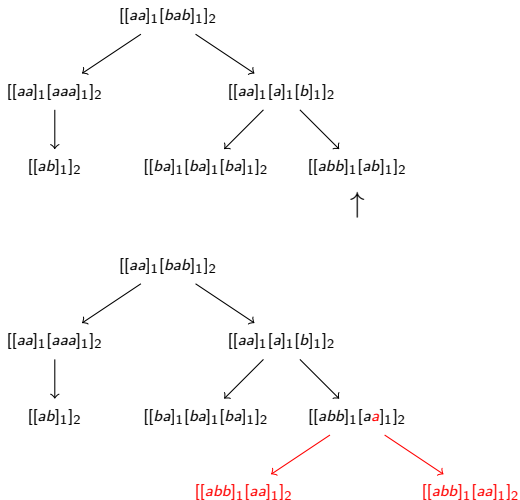 [[aa]₁[bab]₁]₂
[[aa]₁[aaa]₁]₂ [[aa]₁[a]₁[b]₁]₂
[[ab]₁]₂ [[ba]₁[ba]₁[ba]₁]₂ [[abb]₁[ab]₁]₂
[[aa]₁[bab]₁]₂
[[aa]₁[aaa]₁]₂ [[aa]₁[a]₁[b]₁]₂
[[ab]₁]₂ [[ba]₁[ba]₁[ba]₁]₂ [[abb]₁[aa]₁]₂
[[abb]₁[aa]₁]₂ [[abb]₁[aa]₁]₂